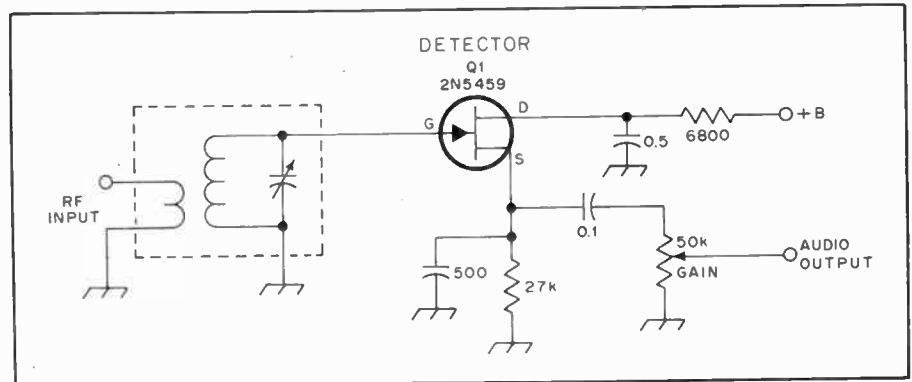 DETECTOR
Q1
2N5459
G
D
S
0.5
6800
+B
RF
INPUT
500
27k
0.1
50k
GAIN
AUDIO
OUTPUT